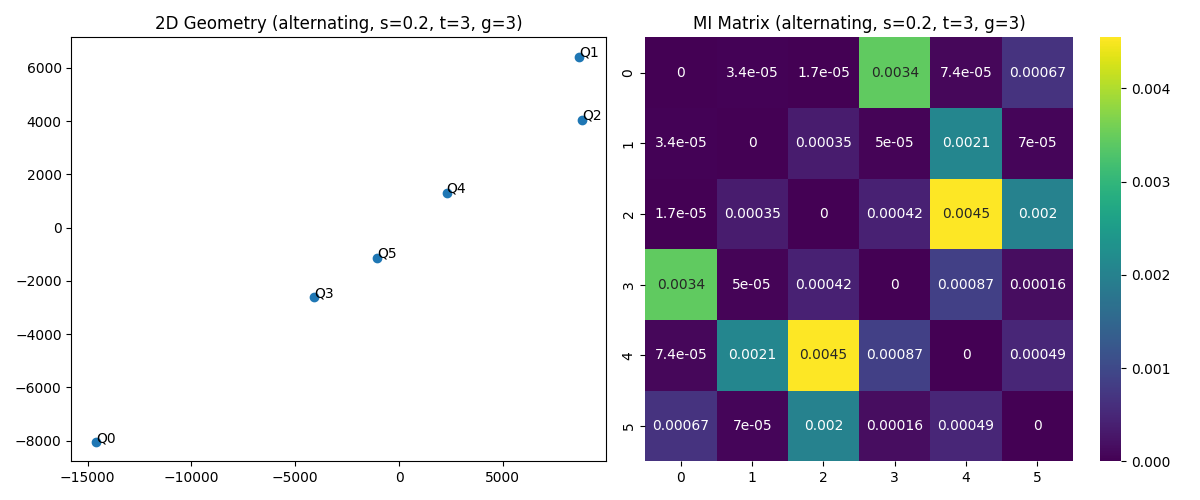 2D Geometry (alternating, s=0.2, t=3, g=3)
6000
4000
2000
0
−2000
−4000
−6000
−8000
−15000 −10000 −5000 0 5000
Q1
Q2
Q4
Q5
Q3
Q0
MI Matrix (alternating, s=0.2, t=3, g=3)
0 0 3.4e-05 1.7e-05 0.0034 7.4e-05 0.00067
1 3.4e-05 0 0.00035 5e-05 0.0021 7e-05
2 1.7e-05 0.00035 0 0.00042 0.0045 0.002
3 0.0034 5e-05 0.00042 0 0.00087 0.00016
4 7.4e-05 0.0021 0.0045 0.00087 0 0.00049
5 0.00067 7e-05 0.002 0.00016 0.00049 0
0 1 2 3 4 5
0.004
0.003
0.002
0.001
0.000